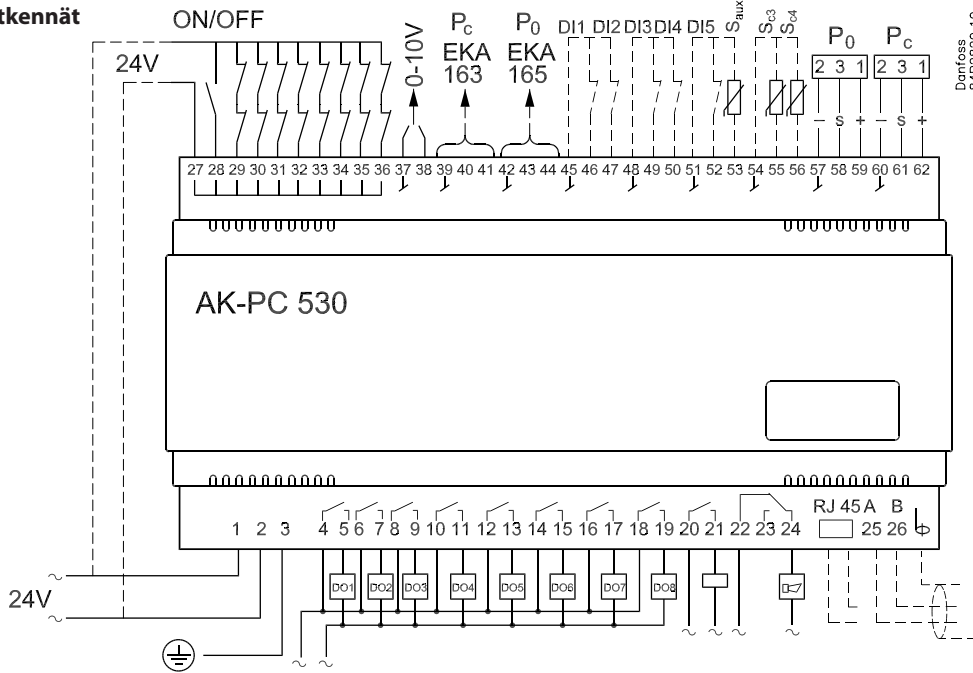 tkennät
ON/OFF
24V
0-10V
Pc
EKA
163
P0
EKA
165
DI1 DI2 DI3 DI4 DI5 Saux Sc3 Sc4
P0 Pc
2 3 1 2 3 1
– s + – s +
Danfoss
27 28 29 30 31 32 33 34 35 36 37 38 39 40 41 42 43 44 45 46 47 48 49 50 51 52 53 54 55 56 57 58 59 60 61 62
AK-PC 530
RJ 45 A B
1 2 3 4 5 6 7 8 9 10 11 12 13 14 15 16 17 18 19 20 21 22 23 24 25 26
DO1 DO2 DO3 DO4 DO5 DO6 DO7 DO8
24V